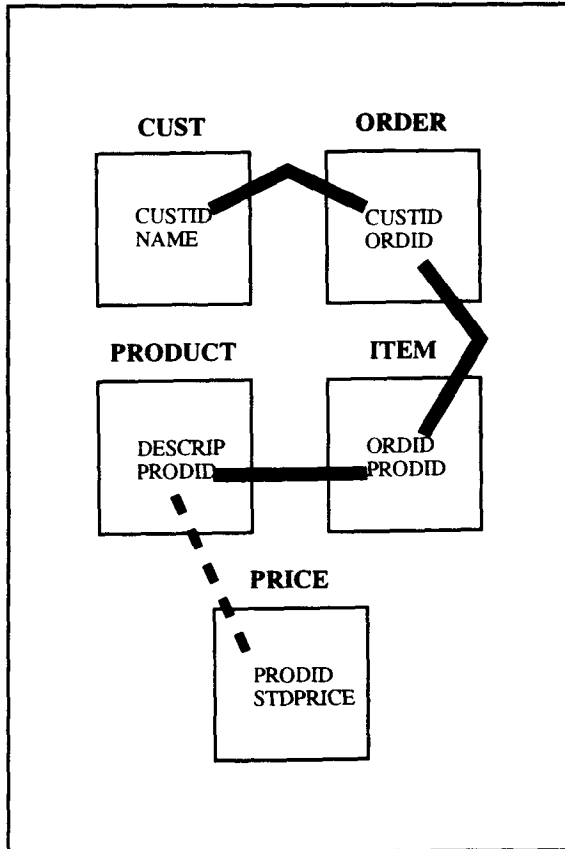 CUST
ORDER
CUSTID
NAME
CUSTID
ORDID
PRODUCT
ITEM
DESCRIP
PRODID
ORDID
PRODID
PRICE
PRODID
STDPRICE